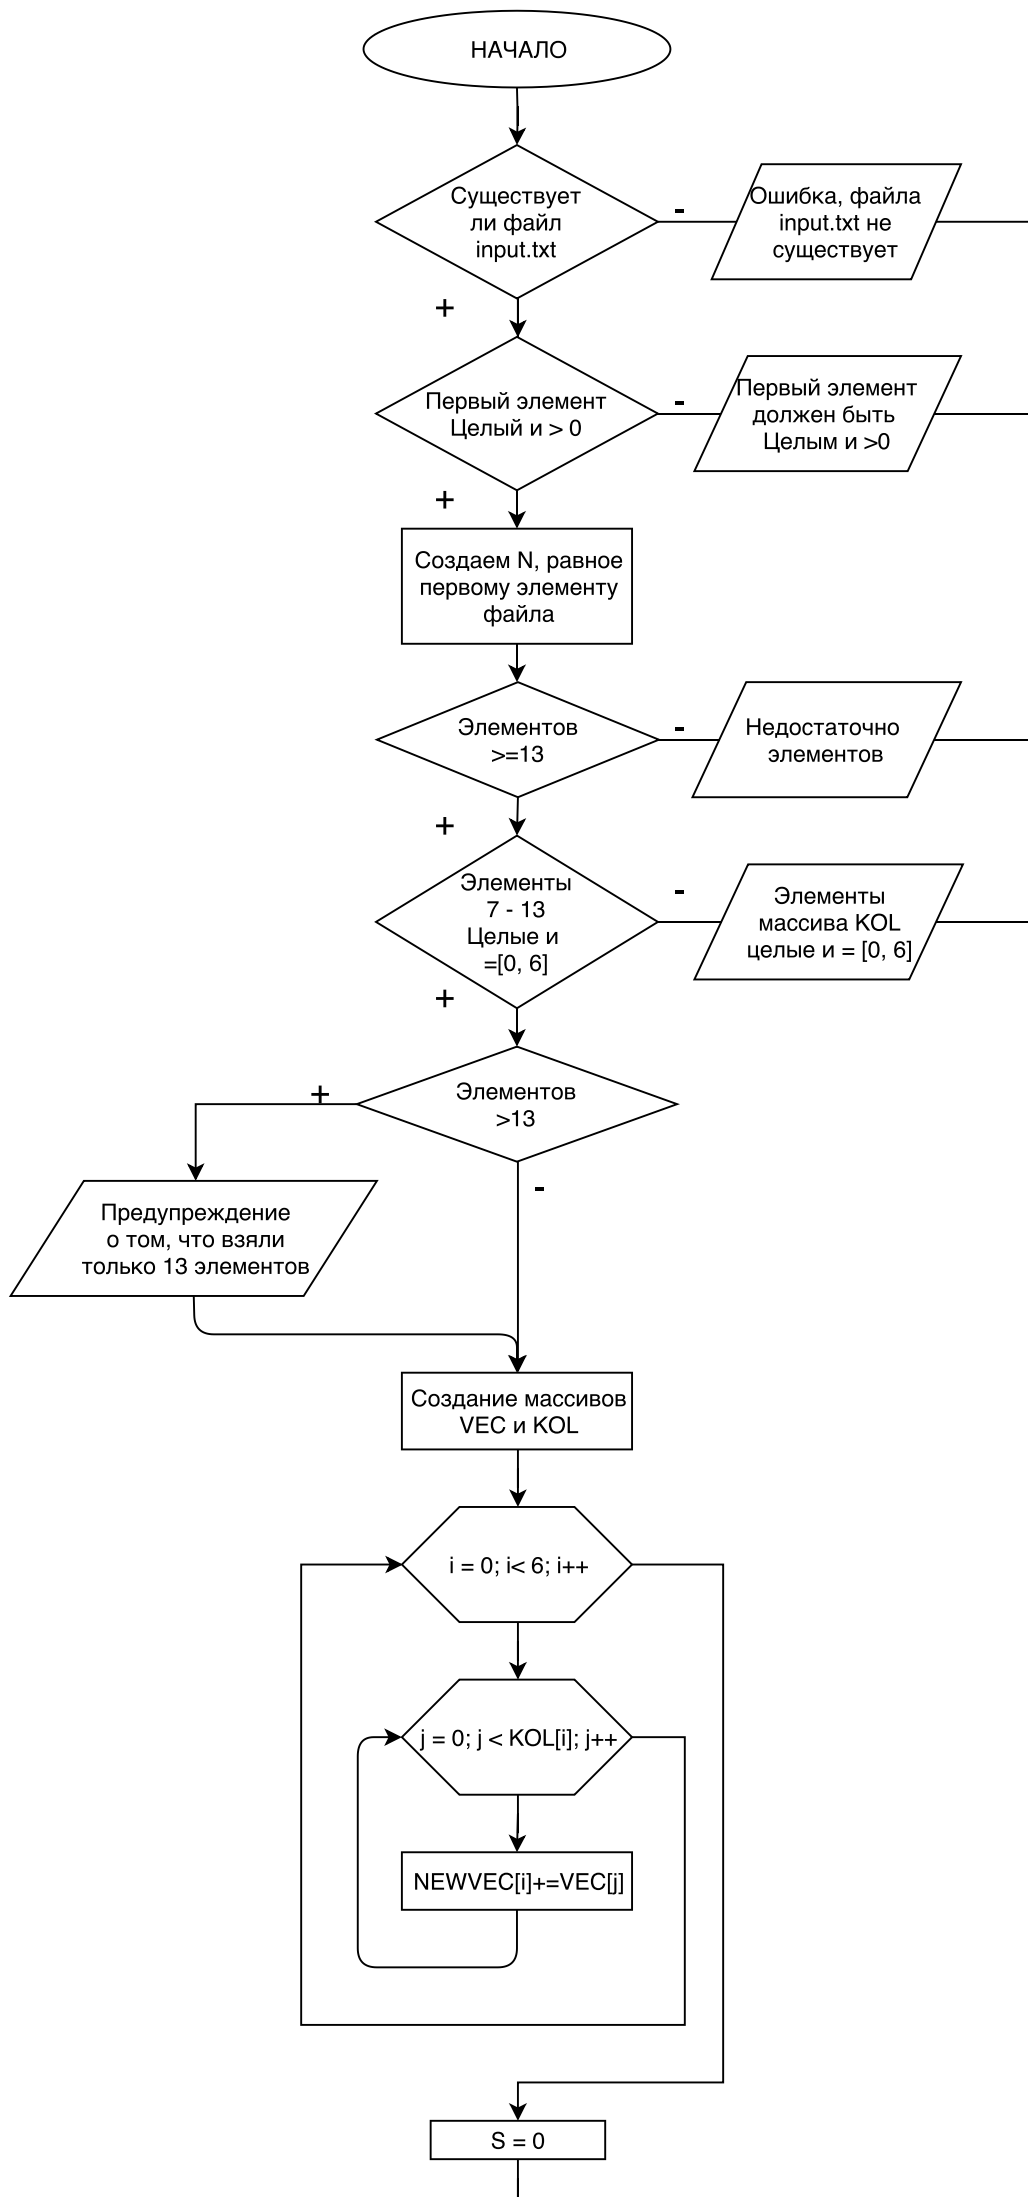 НАЧАЛО
Существует
ли файл
input.txt
-
Ошибка, файла
input.txt не
существует
+
Первый элемент
Целый и > 0
-
Первый элемент
должен быть
Целым и >0
+
Создаем N, равное
первому элементу
файла
Элементов
>=13
-
Недостаточно
элементов
+
Элементы
7 - 13
Целые и
=[0, 6]
-
Элементы
массива KOL
целые и = [0, 6]
+
Элементов
>13
+
-
Предупреждение
о том, что взяли
только 13 элементов
Создание массивов
VEC и KOL
i = 0; i< 6; i++
j = 0; j < KOL[i]; j++
NEWVEC[i]+=VEC[j]
S = 0